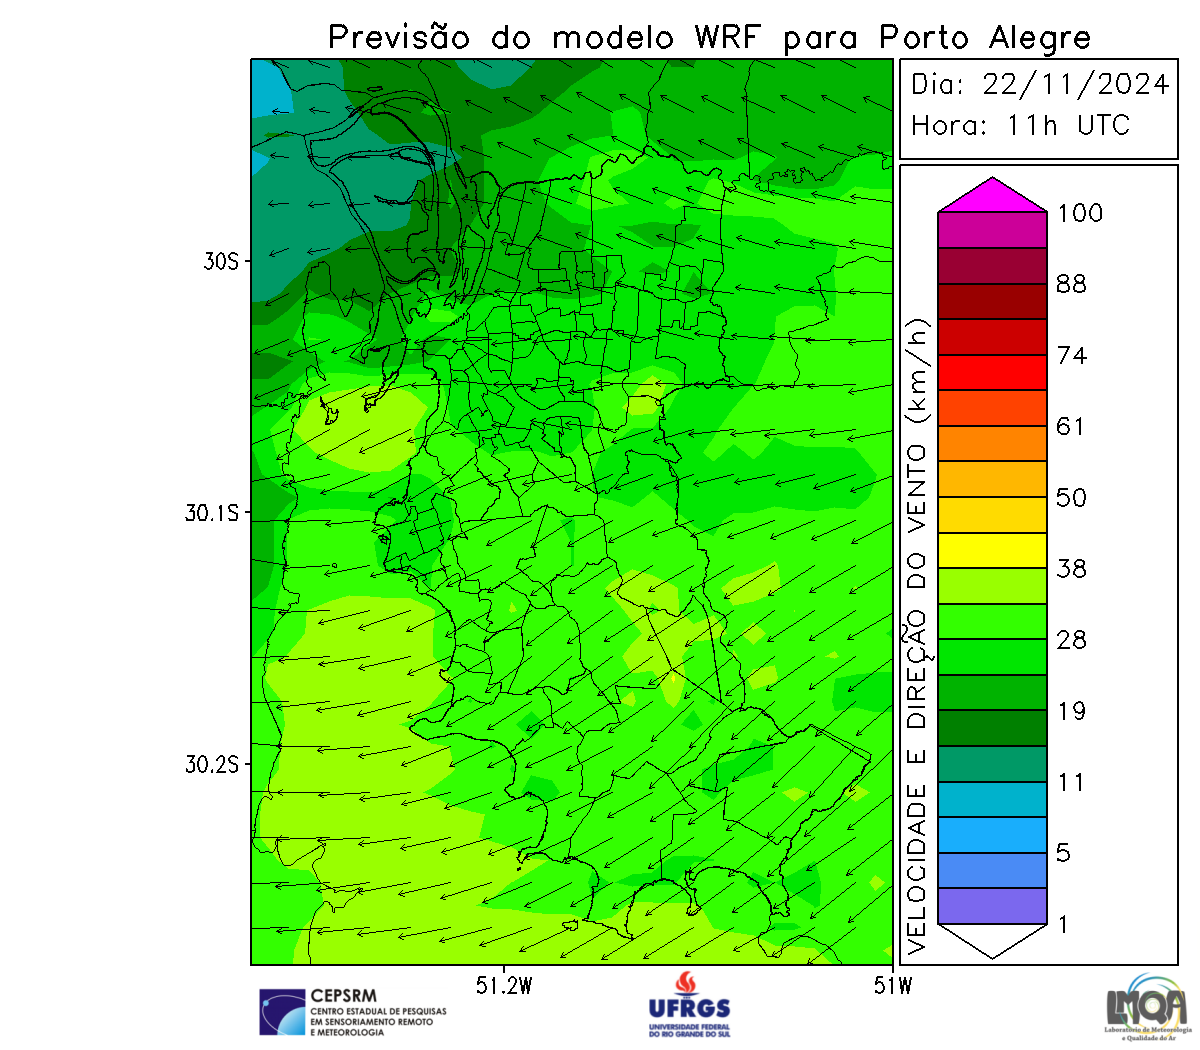 Previsão do modelo WRF para Porto Alegre
Dia: 22/11/2024
Hora: 11h UTC
100
88
74
61
50
38
28
19
11
5
1
VELOCIDADE E DIREÇÃO DO VENTO (km/h)
30S
30.1S
30.2S
51.2W
51W
CEPSRM
CENTRO ESTADUAL DE PESQUISAS
EM SENSORIAMENTO REMOTO
E METEOROLOGIA
UFRGS
UNIVERSIDADE FEDERAL
DO RIO GRANDE DO SUL
LMQA
Laboratório de Meteorologia
e Qualidade do Ar